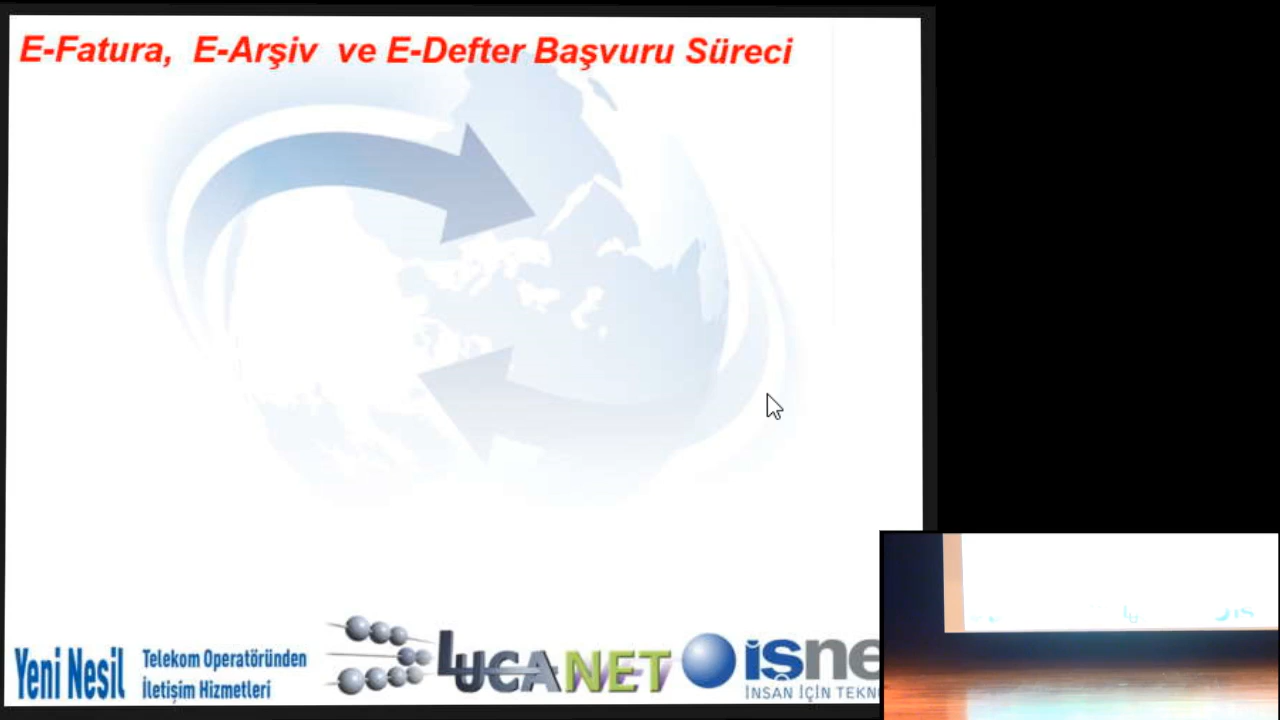 E-Fatura, E-Arşiv ve E-Defter Başvuru Süreci
Yeni Nesil
Telekom Operatöründen
İletişim Hizmetleri
LUCANET
işne
İNSAN İÇİN TEKN